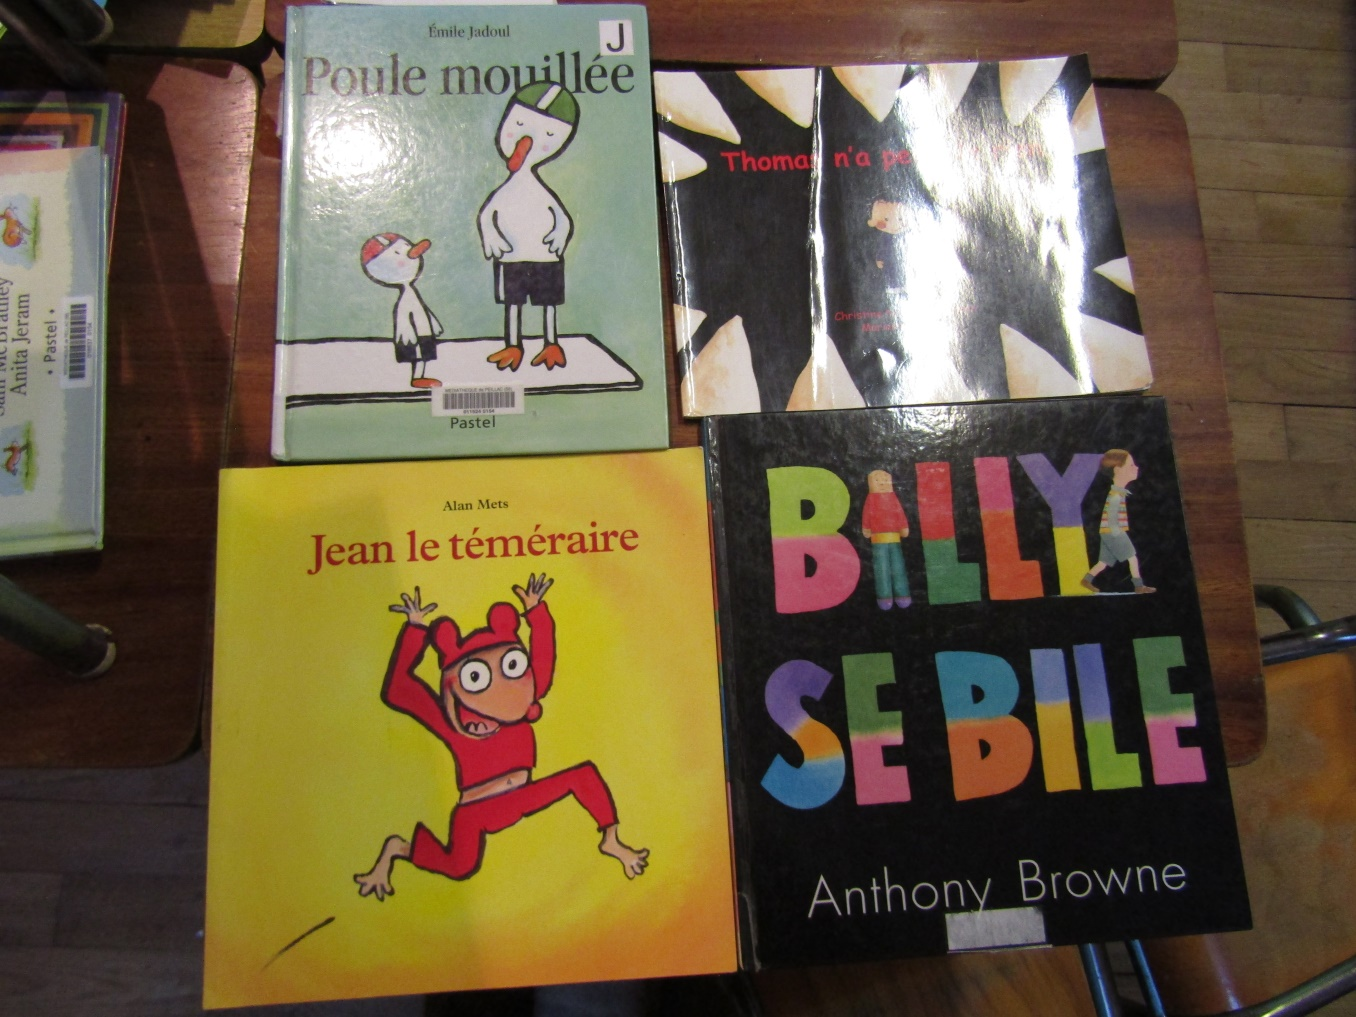 Émile Jadoul
J
Poule mouillée
Pastel
Thomas n'a pe
Alan Mets
Jean le téméraire
BILLY
SE BILE
Anthony Browne
Anita Jeram
• Pastel •